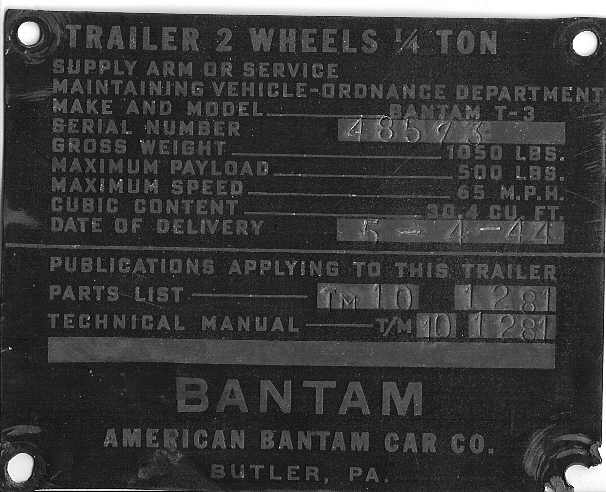 TRAILER 2 WHEELS 1/4 TON
SUPPLY ARM OR SERVICE
MAINTAINING VEHICLE-ORDNANCE DEPARTMENT
MAKE AND MODEL BANTAM T-3
SERIAL NUMBER 48573
GROSS WEIGHT 1050 LBS.
MAXIMUM PAYLOAD 500 LBS.
MAXIMUM SPEED 65 M.P.H.
CUBIC CONTENT 30.4 CU. FT.
DATE OF DELIVERY 5-4-44
PUBLICATIONS APPLYING TO THIS TRAILER
PARTS LIST TM 10 1281
TECHNICAL MANUAL T/M 10 1281
BANTAM
AMERICAN BANTAM CAR CO.
BUTLER, PA.